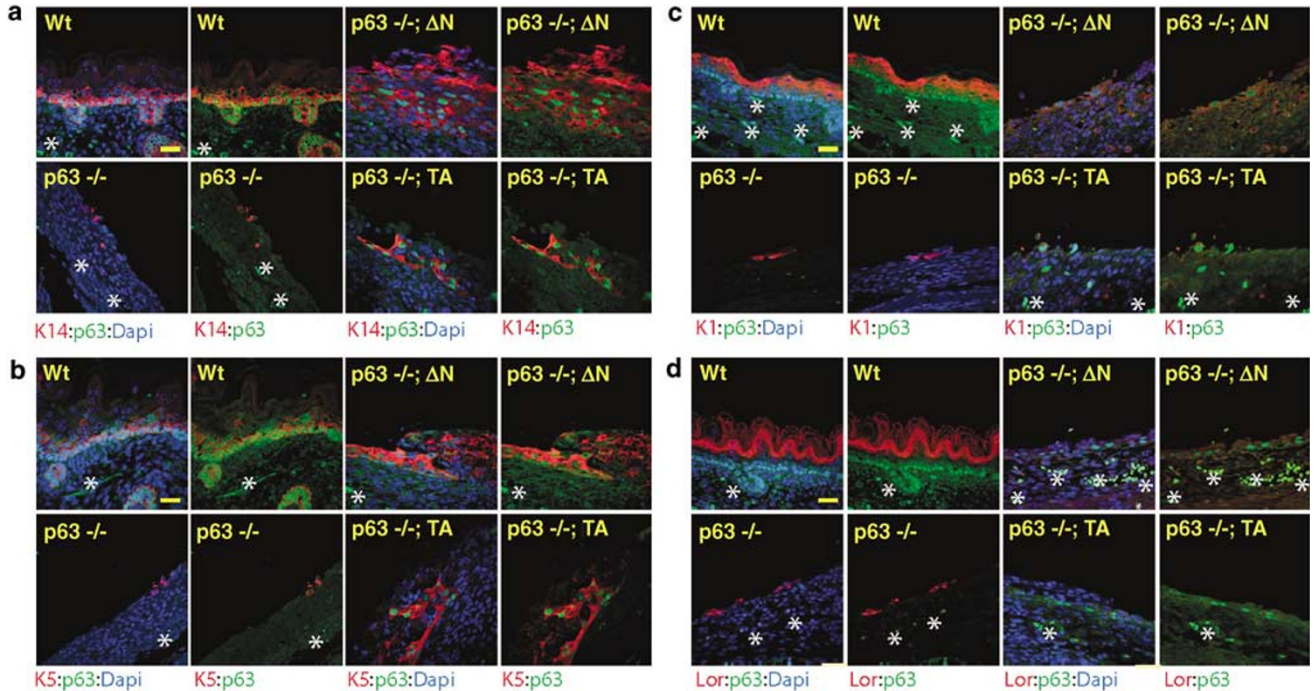 a
Wt Wt p63 -/-; ΔN p63 -/-; ΔN
* *
p63 -/- p63 -/- p63 -/-; TA p63 -/-; TA
* *
* *
K14:p63:Dapi K14:p63 K14:p63:Dapi K14:p63
b
Wt Wt p63 -/-; ΔN p63 -/-; ΔN
* * * *
p63 -/- p63 -/- p63 -/-; TA p63 -/-; TA
* *
K5:p63:Dapi K5:p63 K5:p63:Dapi K5:p63
c
Wt Wt p63 -/-; ΔN p63 -/-; ΔN
* *
* * * * * *
p63 -/- p63 -/- p63 -/-; TA p63 -/-; TA
* * * *
K1:p63:Dapi K1:p63 K1:p63:Dapi K1:p63
d
Wt Wt p63 -/-; ΔN p63 -/-; ΔN
* * * * * * * *
p63 -/- p63 -/- p63 -/-; TA p63 -/-; TA
* * * * * *
Lor:p63:Dapi Lor:p63 Lor:p63:Dapi Lor:p63